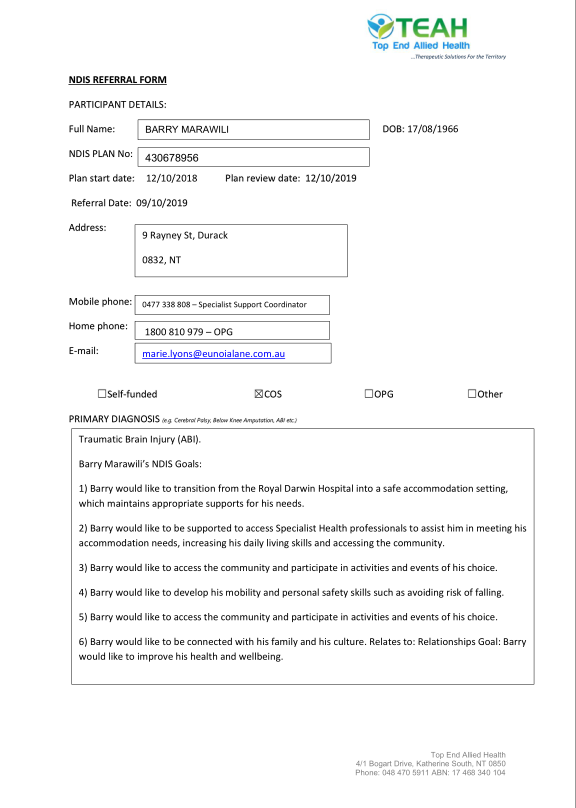 TEAH
Top End Allied Health
...Therapeutic Solutions For the Territory
NDIS REFERRAL FORM
PARTICIPANT DETAILS:
Full Name: BARRY MARAWILI DOB: 17/08/1966
NDIS PLAN No: 430678956
Plan start date: 12/10/2018 Plan review date: 12/10/2019
Referral Date: 09/10/2019
Address: 9 Rayney St, Durack
0832, NT
Mobile phone: 0477 338 808 – Specialist Support Coordinator
Home phone: 1800 810 979 – OPG
E-mail: marie.lyons@eunoialane.com.au
☐Self-funded ☒COS ☐OPG ☐Other
PRIMARY DIAGNOSIS (e.g. Cerebral Palsy, Below Knee Amputation, ABI etc.)
Traumatic Brain Injury (ABI).
Barry Marawili's NDIS Goals:
1) Barry would like to transition from the Royal Darwin Hospital into a safe accommodation setting,
which maintains appropriate supports for his needs.
2) Barry would like to be supported to access Specialist Health professionals to assist him in meeting his
accommodation needs, increasing his daily living skills and accessing the community.
3) Barry would like to access the community and participate in activities and events of his choice.
4) Barry would like to develop his mobility and personal safety skills such as avoiding risk of falling.
5) Barry would like to access the community and participate in activities and events of his choice.
6) Barry would like to be connected with his family and his culture. Relates to: Relationships Goal: Barry
would like to improve his health and wellbeing.
Top End Allied Health
4/1 Bogart Drive, Katherine South, NT 0850
Phone: 048 470 5911 ABN: 17 468 340 104